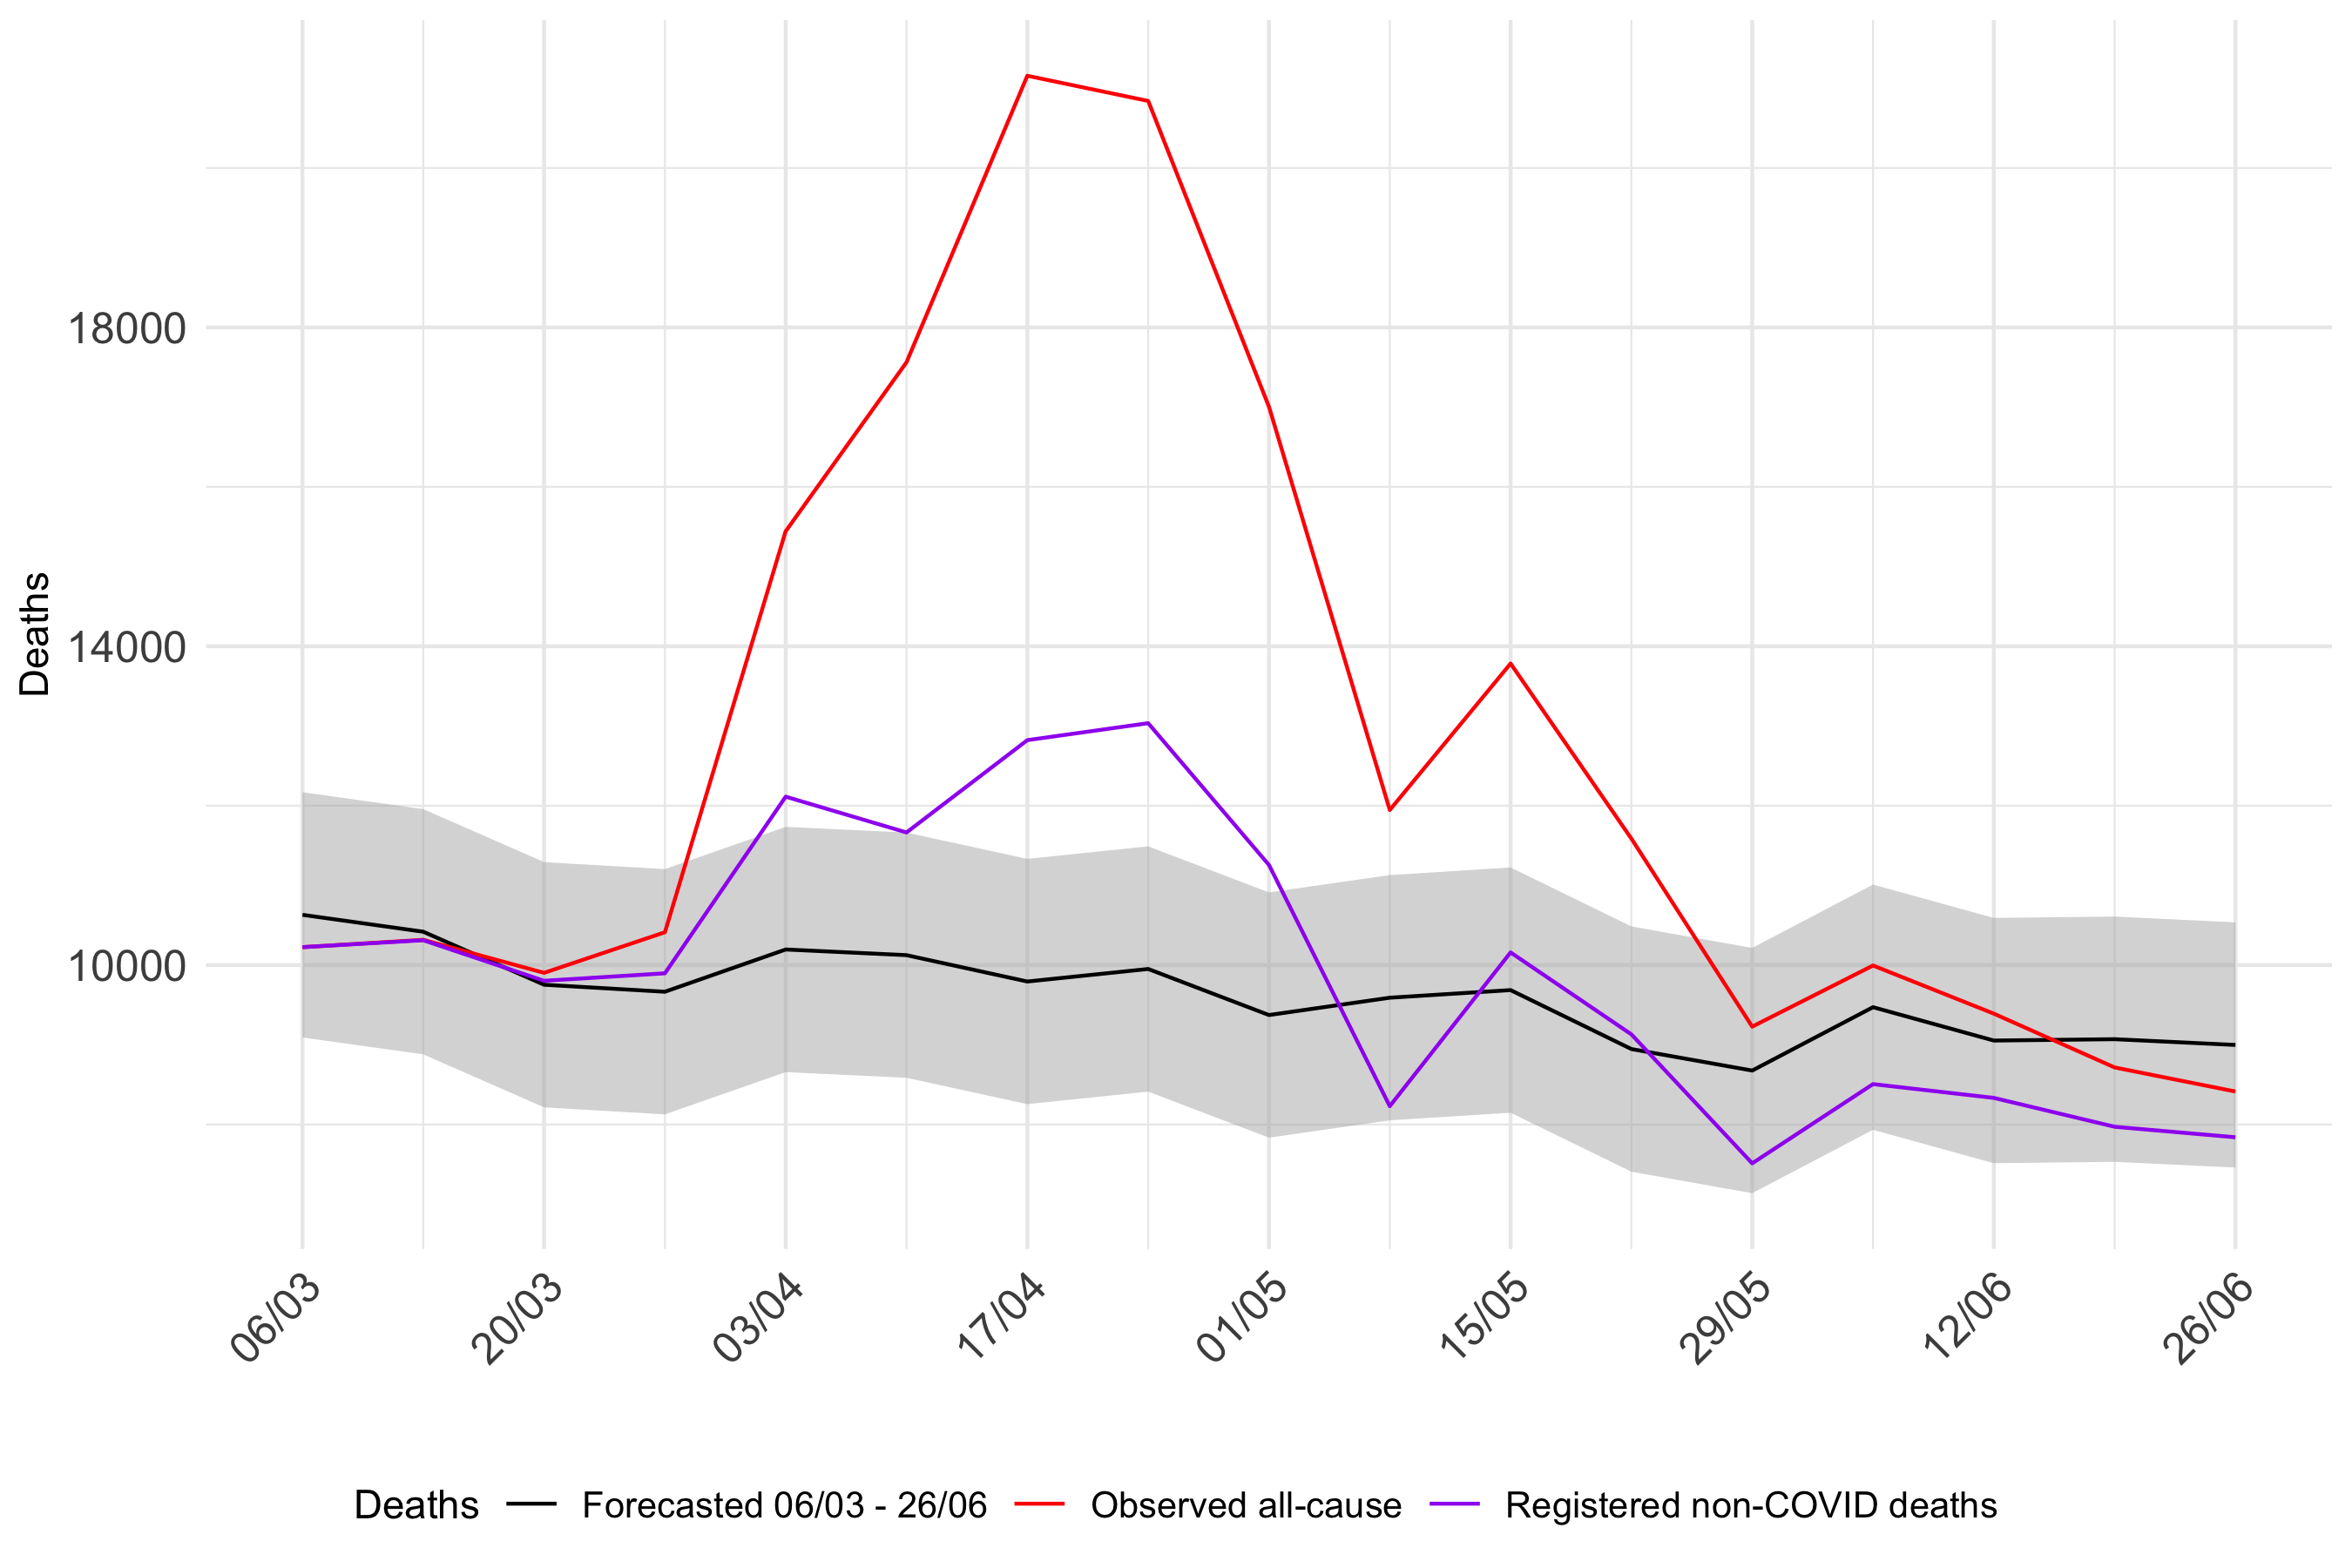 Deaths
18000
14000
10000
06/03 20/03 03/04 17/04 01/05 15/05 29/05 12/06 26/06
Deaths Forecasted 06/03 - 26/06 Observed all-cause Registered non-COVID deaths